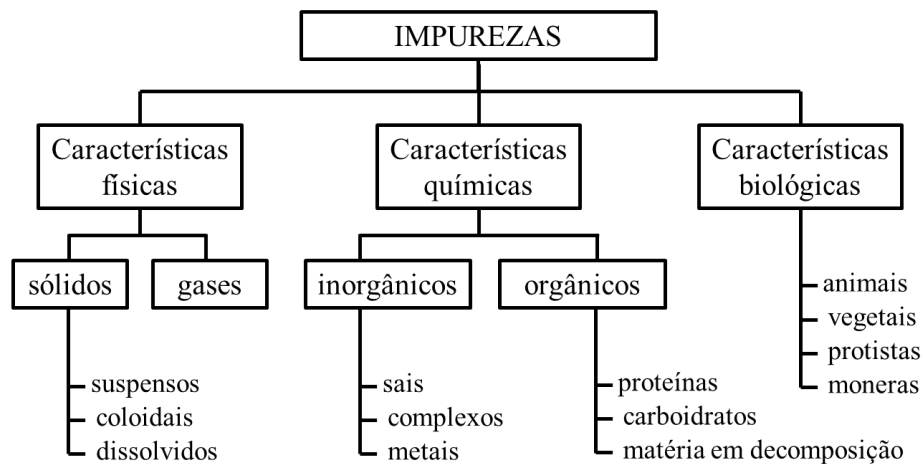 IMPUREZAS
Características
físicas
Características
químicas
Características
biológicas
sólidos
gases
inorgânicos
orgânicos
suspensos
coloidais
dissolvidos
sais
complexos
metais
proteínas
carboidratos
matéria em decomposição
animais
vegetais
protistas
moneras